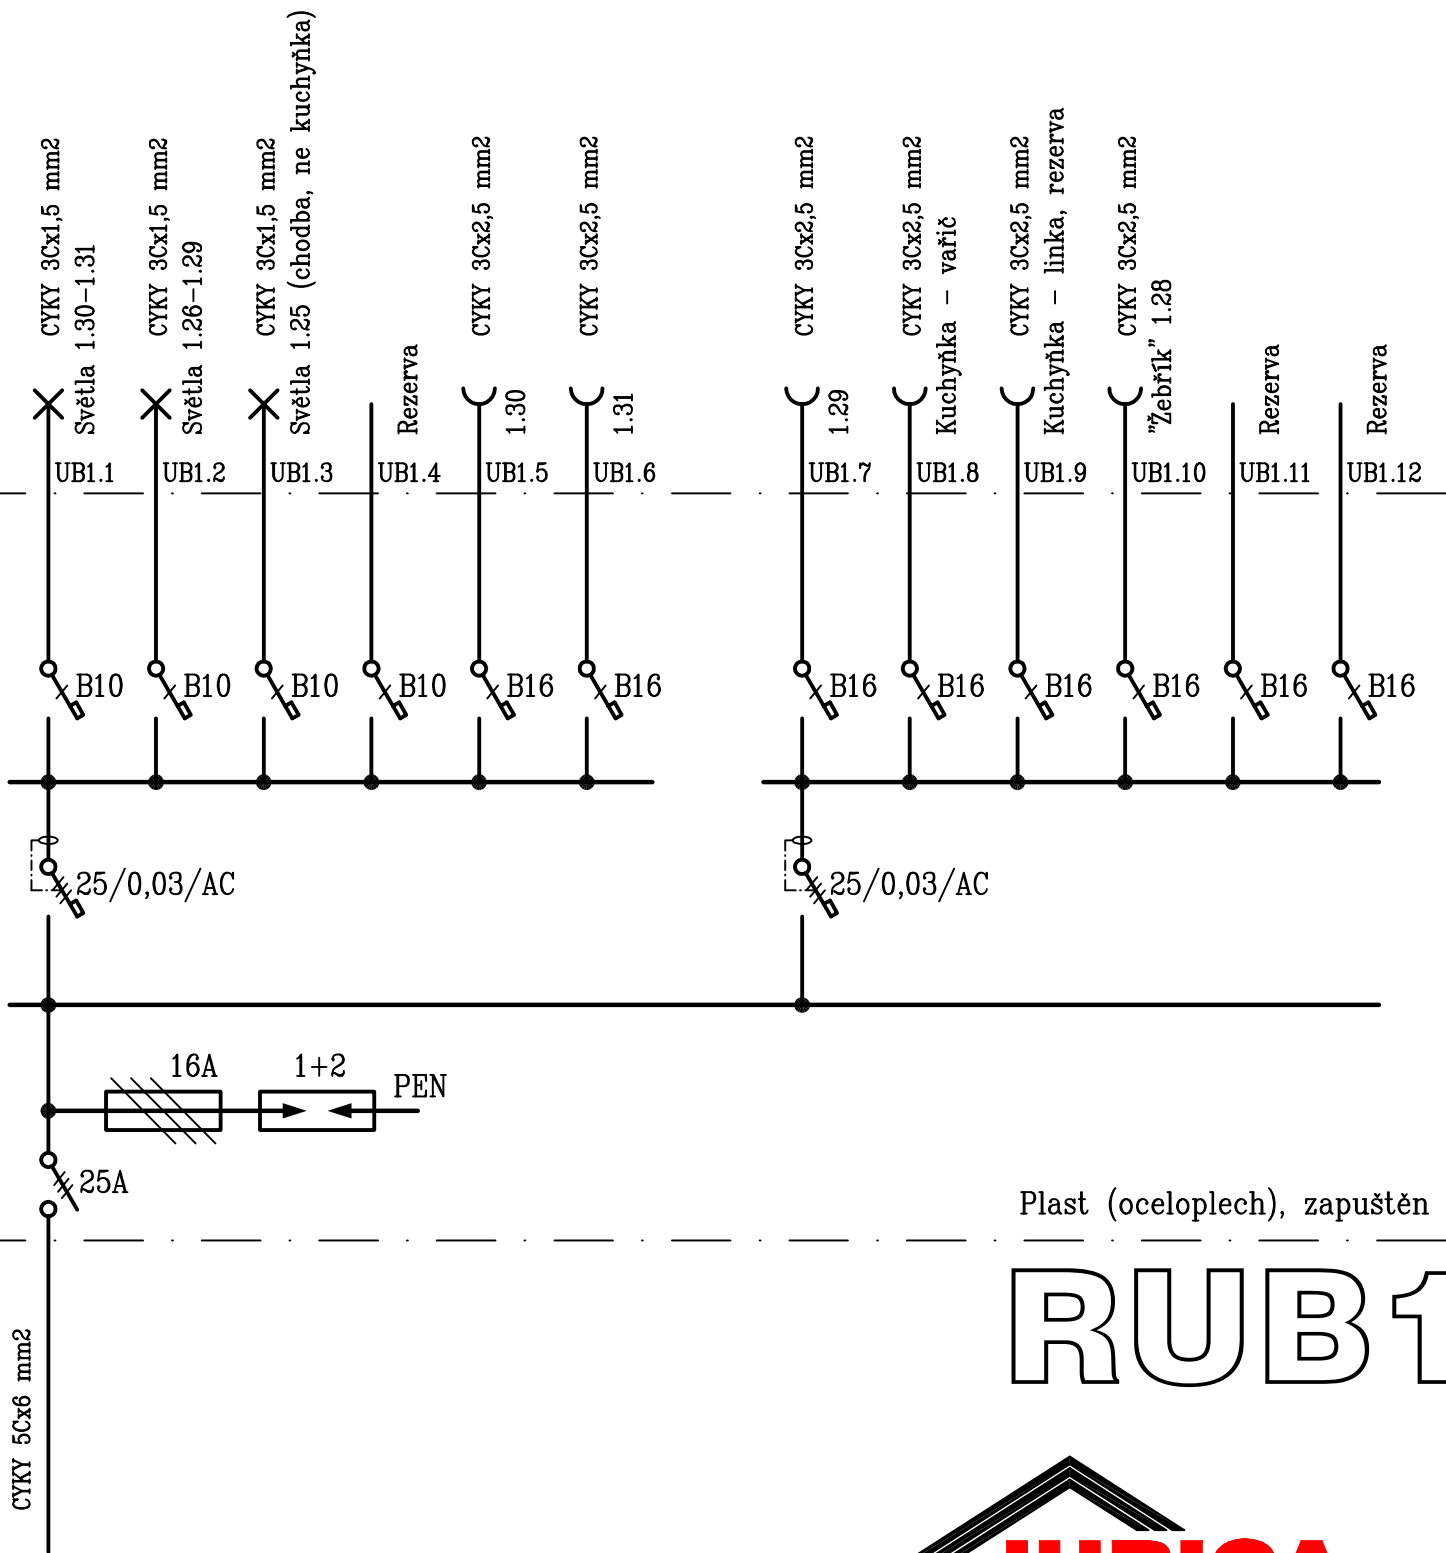 CYKY 3Cx1,5 mm2
Světla 1.30-1.31
CYKY 3Cx1,5 mm2
Světla 1.26-1.29
CYKY 3Cx1,5 mm2
Světla 1.25 (chodba, ne kuchyňka)
Rezerva
CYKY 3Cx2,5 mm2
1.30
CYKY 3Cx2,5 mm2
1.31
CYKY 3Cx2,5 mm2
1.29
CYKY 3Cx2,5 mm2
Kuchyňka - vařič
CYKY 3Cx2,5 mm2
Kuchyňka - linka, rezerva
CYKY 3Cx2,5 mm2
"Žebřík" 1.28
Rezerva
Rezerva
UB1.1
UB1.2
UB1.3
UB1.4
UB1.5
UB1.6
UB1.7
UB1.8
UB1.9
UB1.10
UB1.11
UB1.12
B10
B10
B10
B10
B16
B16
B16
B16
B16
B16
B16
B16
25/0,03/AC
25/0,03/AC
16A
1+2
PEN
25A
Plast (oceloplech), zapuštěn
RUB1
CYKY 5Cx6 mm2